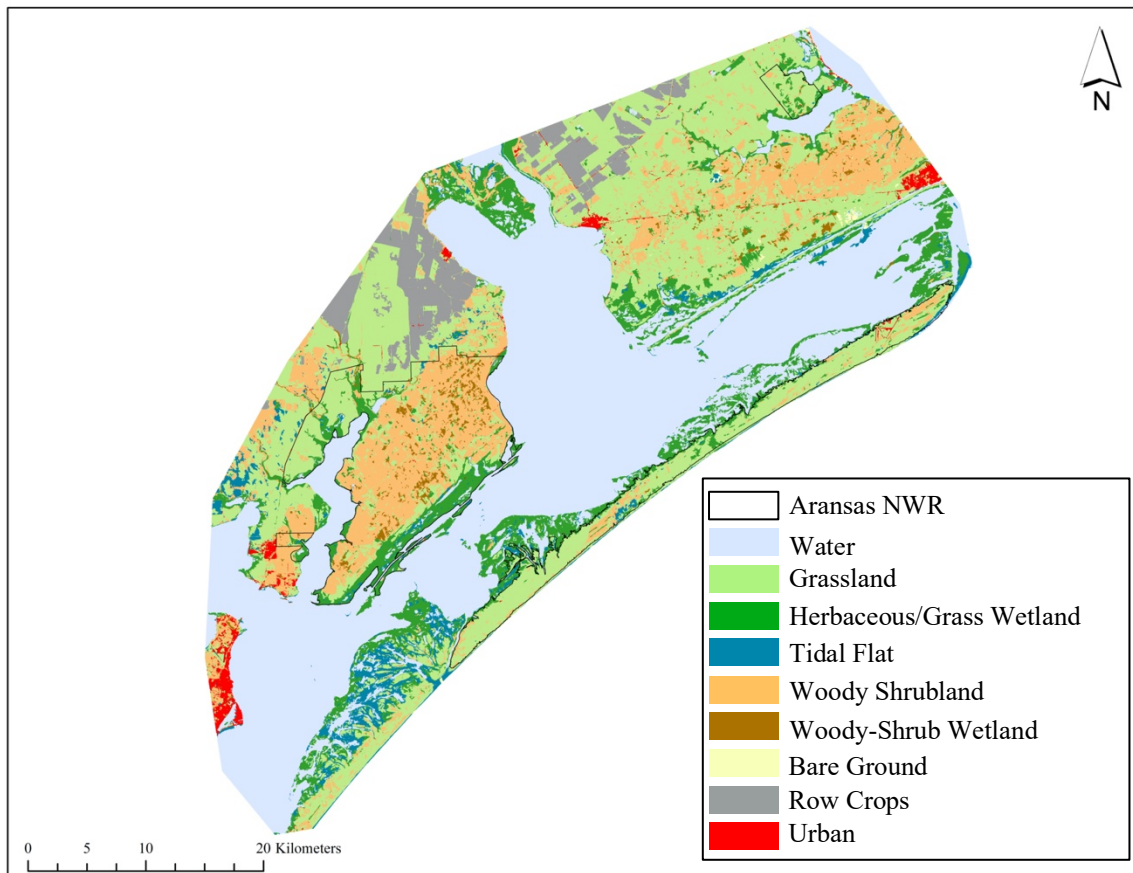 N
Aransas NWR
Water
Grassland
Herbaceous/Grass Wetland
Tidal Flat
Woody Shrubland
Woody-Shrub Wetland
Bare Ground
Row Crops
Urban
0 5 10 20 Kilometers